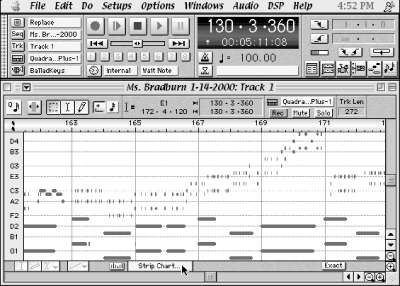 File Edit Do Setups Options Windows Audio DSP Help 4:52 PM
Replace
Seq Ms. Br...-2000
Trk Track 1
Quadra...Plus-1
BalladKeys
Internal Wait Note
130 · 3 · 360
00:05:11:08
= 100.00
Ms. Bradburn 1-14-2000: Track 1
E1
172 · 4 · 120
130 · 3 · 360
130 · 3 · 360
Quadra...Plus-1
Rec Mute Solo
Trk Len
272
163 165 167 169 171
D4
B3
G3
E3
C3
A2
F2
D2
B1
G1
Strip Chart... Exact